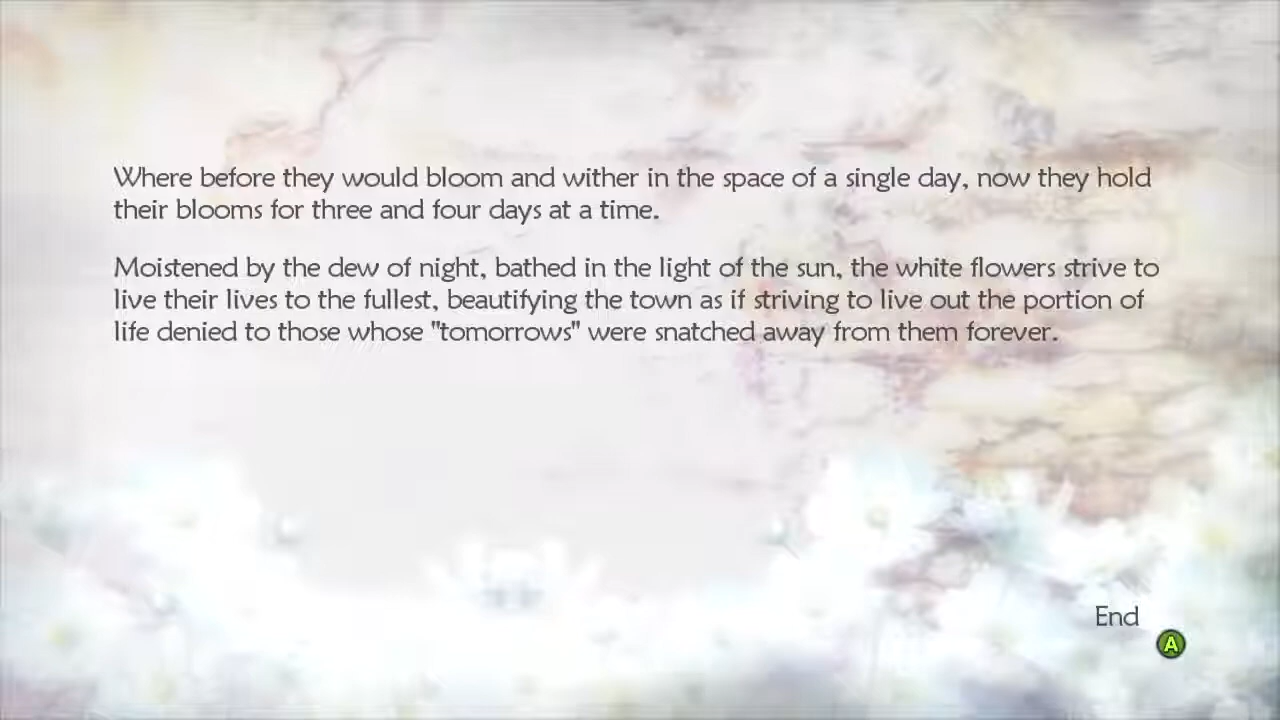 Where before they would bloom and wither in the space of a single day, now they hold
their blooms for three and four days at a time.
Moistened by the dew of night, bathed in the light of the sun, the white flowers strive to
live their lives to the fullest, beautifying the town as if striving to live out the portion of
life denied to those whose "tomorrows" were snatched away from them forever.
End
A